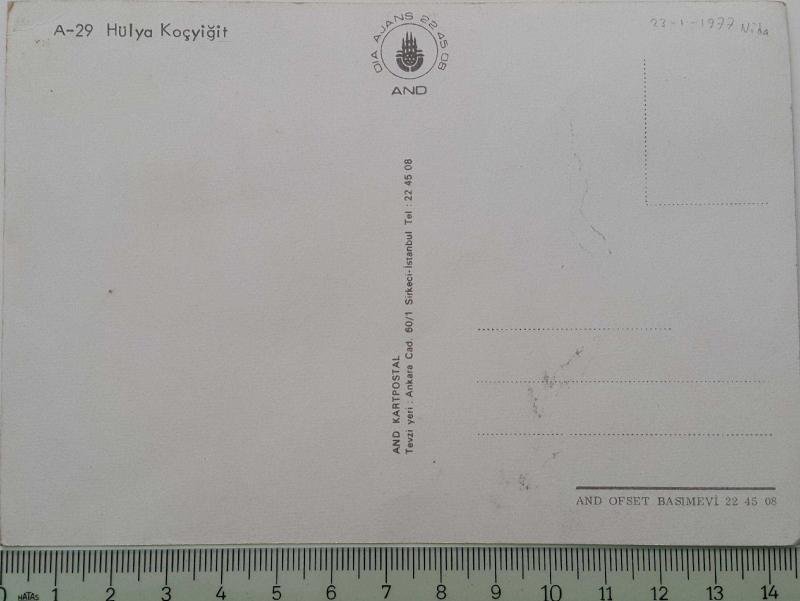 A-29 Hülya Koçyiğit
DIA AJANS 22 45 08
AND
23-1-1977 Nida
AND KARTPOSTAL
Tevzi yeri : Ankara Cad. 60/1 Sirkeci-İstanbul Tel : 22 45 08
AND OFSET BASIMEVİ 22 45 08
0 1 2 3 4 5 6 7 8 9 10 11 12 13 14
HATAS